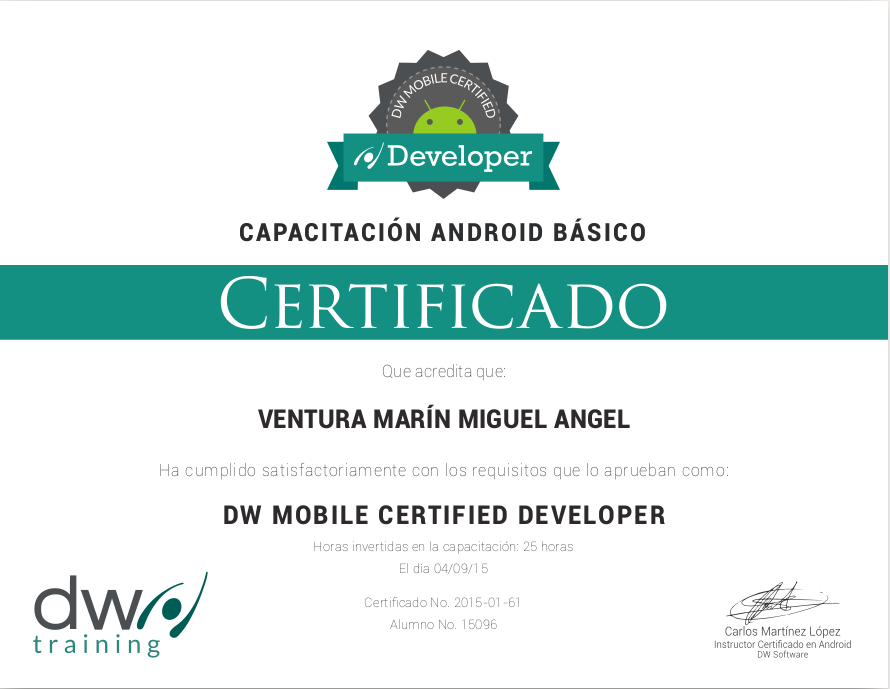 DW MOBILE CERTIFIED
Developer
CAPACITACIÓN ANDROID BÁSICO
CERTIFICADO
Que acredita que:
VENTURA MARÍN MIGUEL ANGEL
Ha cumplido satisfactoriamente con los requisitos que lo aprueban como:
DW MOBILE CERTIFIED DEVELOPER
Horas invertidas en la capacitación: 25 horas
El día 04/09/15
Certificado No. 2015-01-61
Alumno No. 15096
dw
training
Carlos Martínez López
Instructor Certificado en Android
DW Software